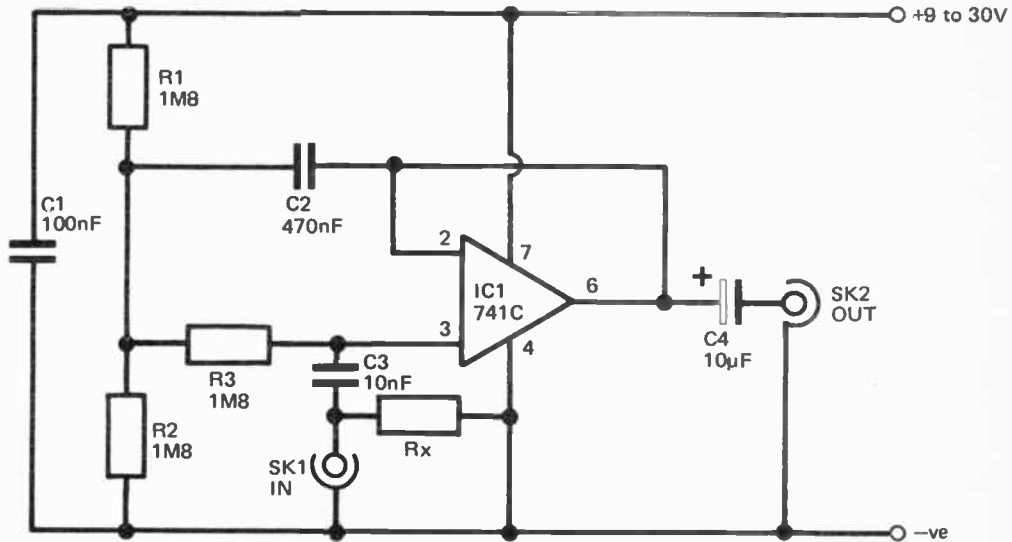 +9 to 30V
R1
1M8
C1
100nF
C2
470nF
2
7
IC1
741C
6
+
SK2
OUT
3
4
C4
10µF
R3
1M8
C3
10nF
R2
1M8
Rx
SK1
IN
–ve